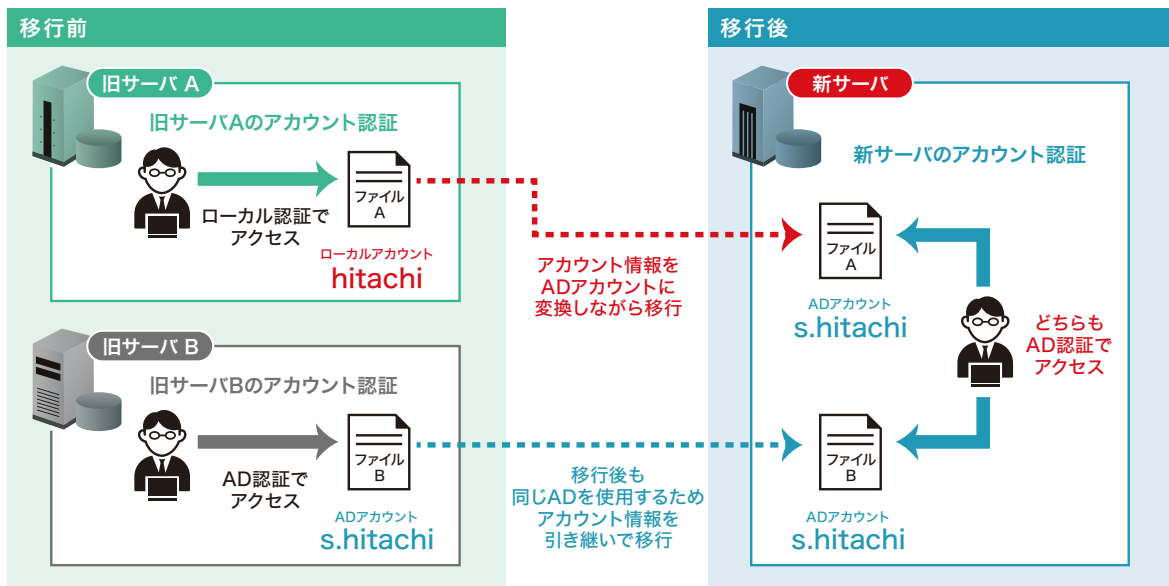 移行前
旧サーバ A
旧サーバAのアカウント認証
ローカル認証で
アクセス
ファイル
A
ローカルアカウント
hitachi
旧サーバ B
旧サーバBのアカウント認証
AD認証で
アクセス
ファイル
B
ADアカウント
s.hitachi
アカウント情報を
ADアカウントに
変換しながら移行
移行後も
同じADを使用するため
アカウント情報を
引き継いで移行
移行後
新サーバ
新サーバのアカウント認証
ファイル
A
ADアカウント
s.hitachi
どちらも
AD認証で
アクセス
ファイル
B
ADアカウント
s.hitachi